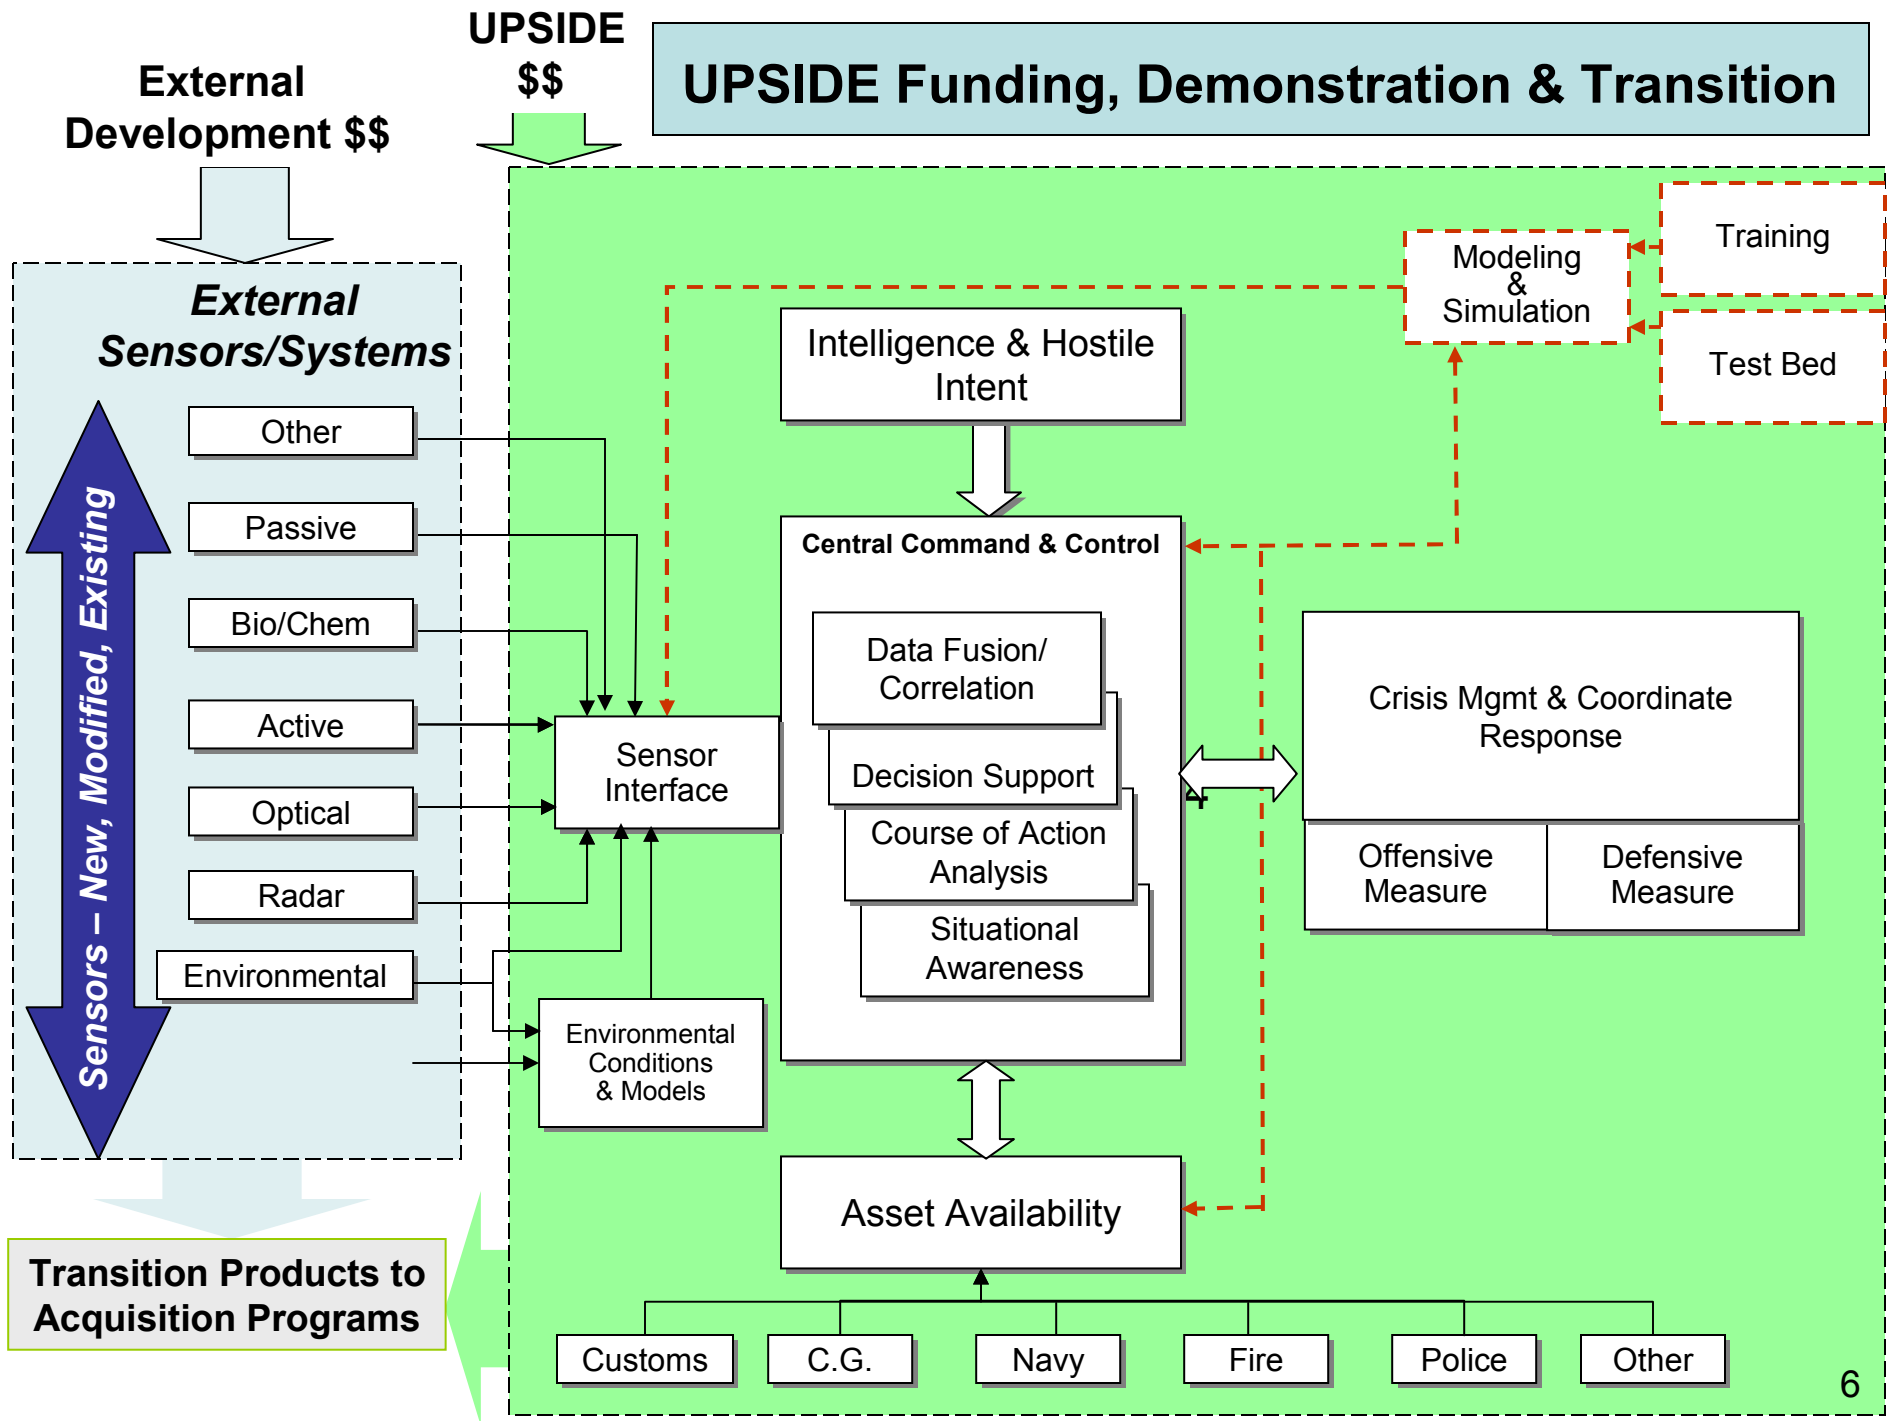 UPSIDE
$$
UPSIDE Funding, Demonstration & Transition
External
Development $$
External
Sensors/Systems
Sensors – New, Modified, Existing
Other
Passive
Bio/Chem
Active
Optical
Radar
Environmental
Training
Modeling
&
Simulation
Test Bed
Intelligence & Hostile
Intent
Central Command & Control
Data Fusion/
Correlation
Decision Support
Course of Action
Analysis
Situational
Awareness
Sensor
Interface
Crisis Mgmt & Coordinate
Response
Offensive
Measure
Defensive
Measure
Environmental
Conditions
& Models
Asset Availability
Transition Products to
Acquisition Programs
Customs
C.G.
Navy
Fire
Police
Other
6